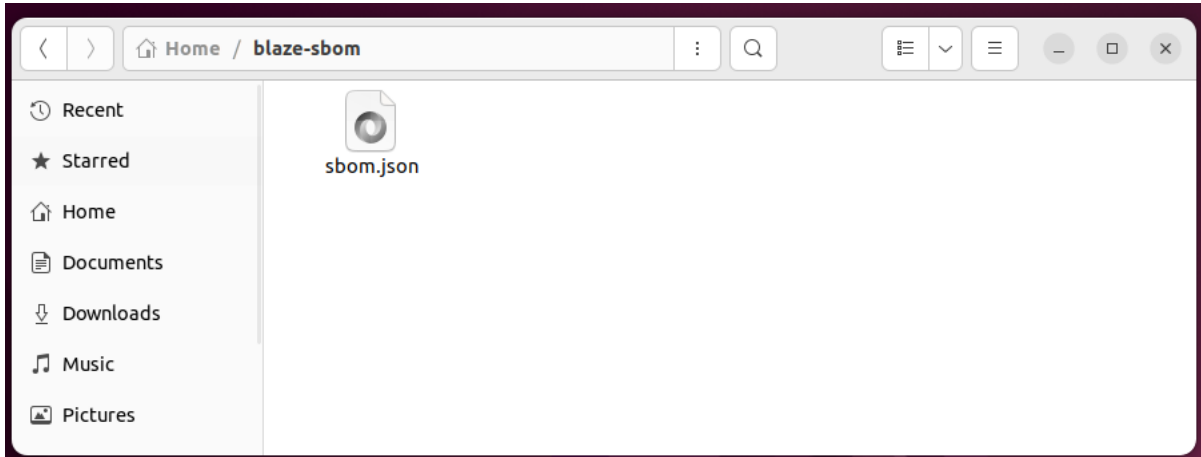 Home / blaze-sbom
Recent
Starred
Home
Documents
Downloads
Music
Pictures
sbom.json